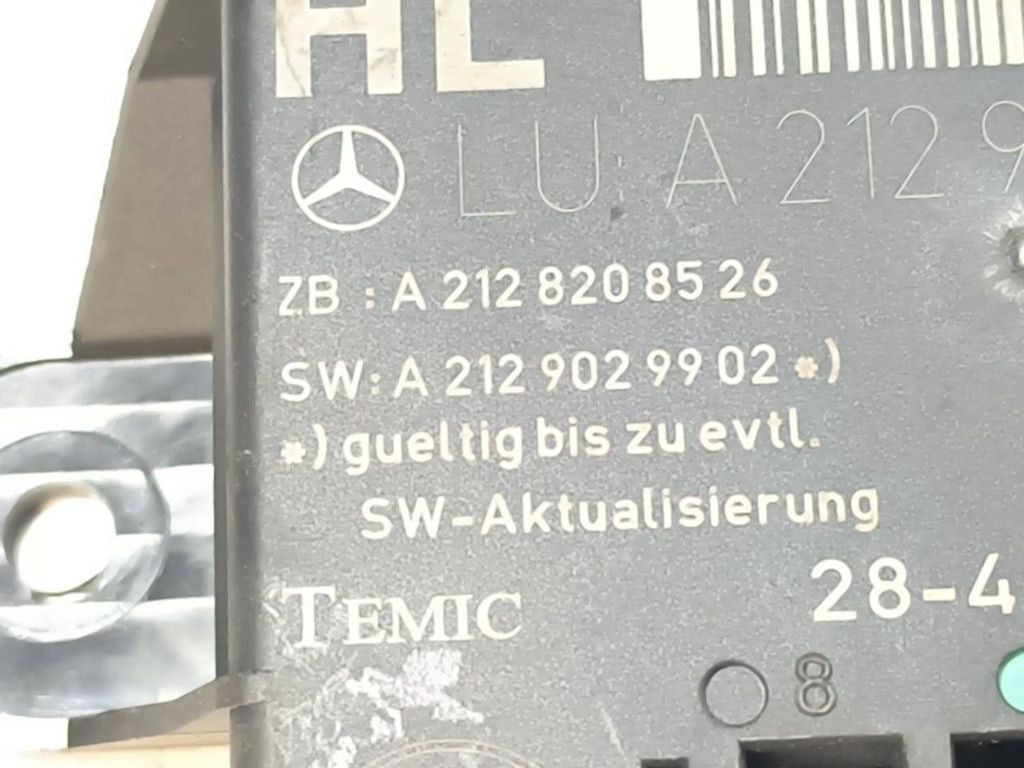 HL
LU A 212 9
ZB : A 212 820 85 26
SW: A 212 902 99 02 *)
*) gueltig bis zu evtl.
SW-Aktualisierung
TEMIC 28-4
8